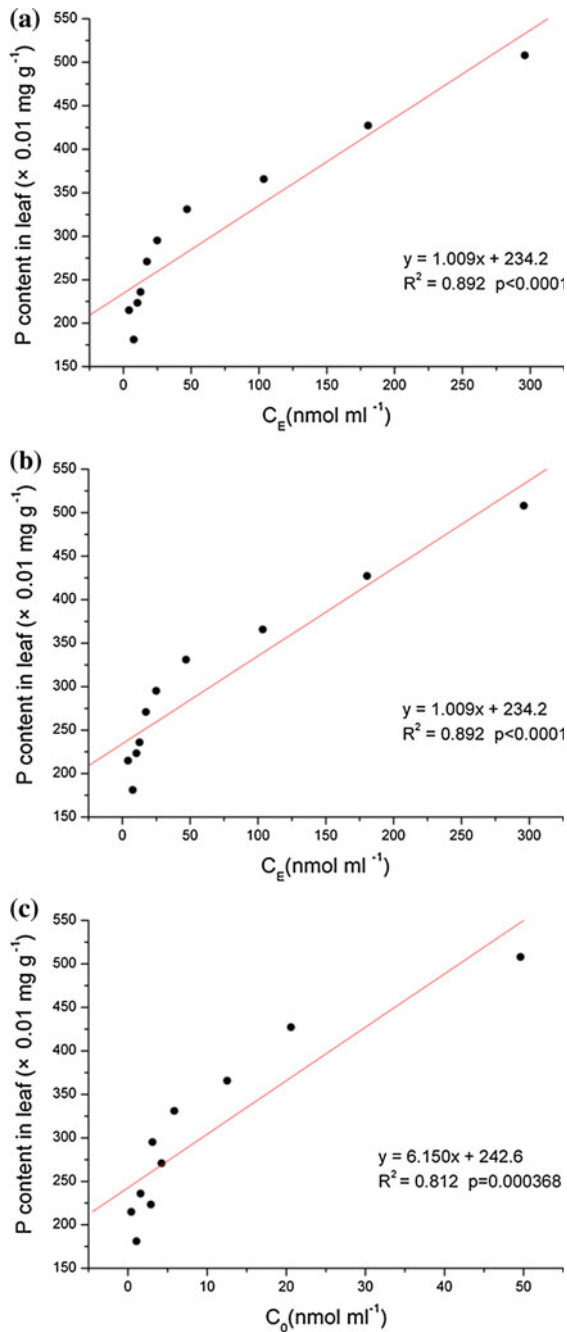 (a)
550
500
450
400
350
300
250
200
150
P content in leaf (× 0.01 mg g⁻¹)
y = 1.009x + 234.2
R² = 0.892 p<0.0001
0 50 100 150 200 250 300
C_E(nmol ml ⁻¹)
(b)
550
500
450
400
350
300
250
200
150
P content in leaf (× 0.01 mg g⁻¹)
y = 1.009x + 234.2
R² = 0.892 p<0.0001
0 50 100 150 200 250 300
C_E(nmol ml ⁻¹)
(c)
550
500
450
400
350
300
250
200
150
P content in leaf (× 0.01 mg g⁻¹)
y = 6.150x + 242.6
R² = 0.812 p=0.000368
0 10 20 30 40 50
C₀(nmol ml⁻¹)